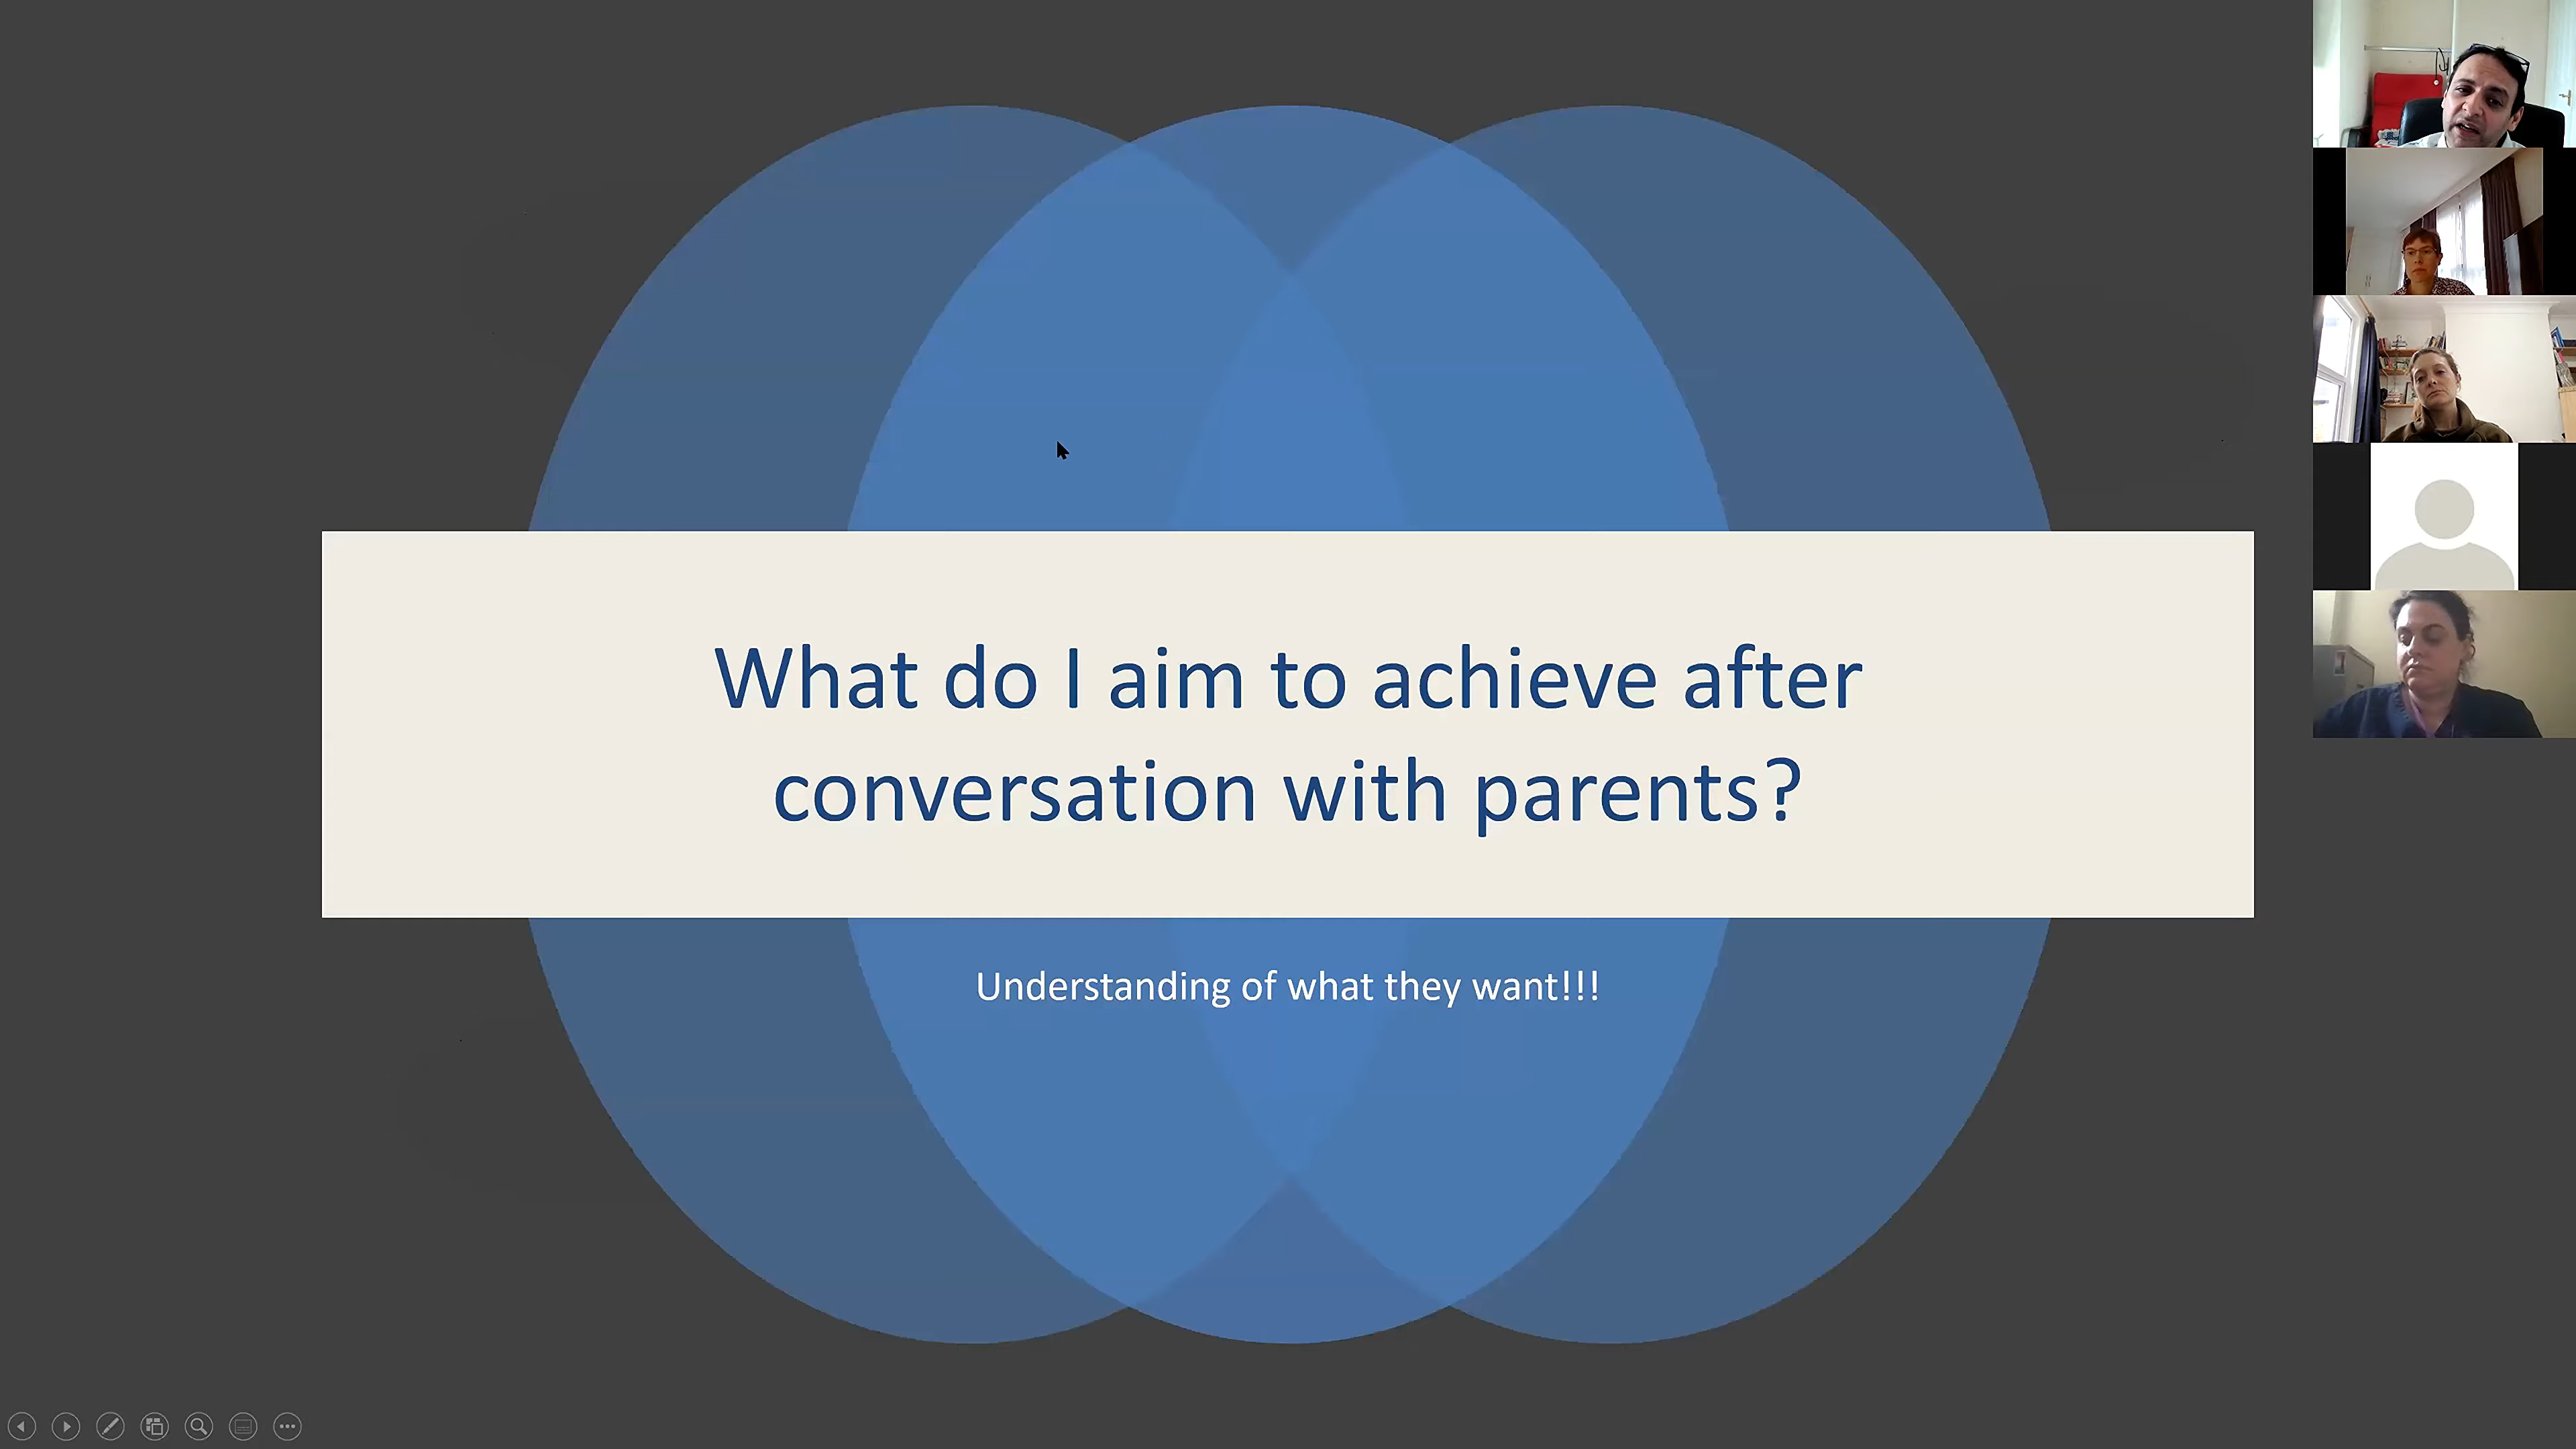 What do I aim to achieve after
conversation with parents?
Understanding of what they want!!!